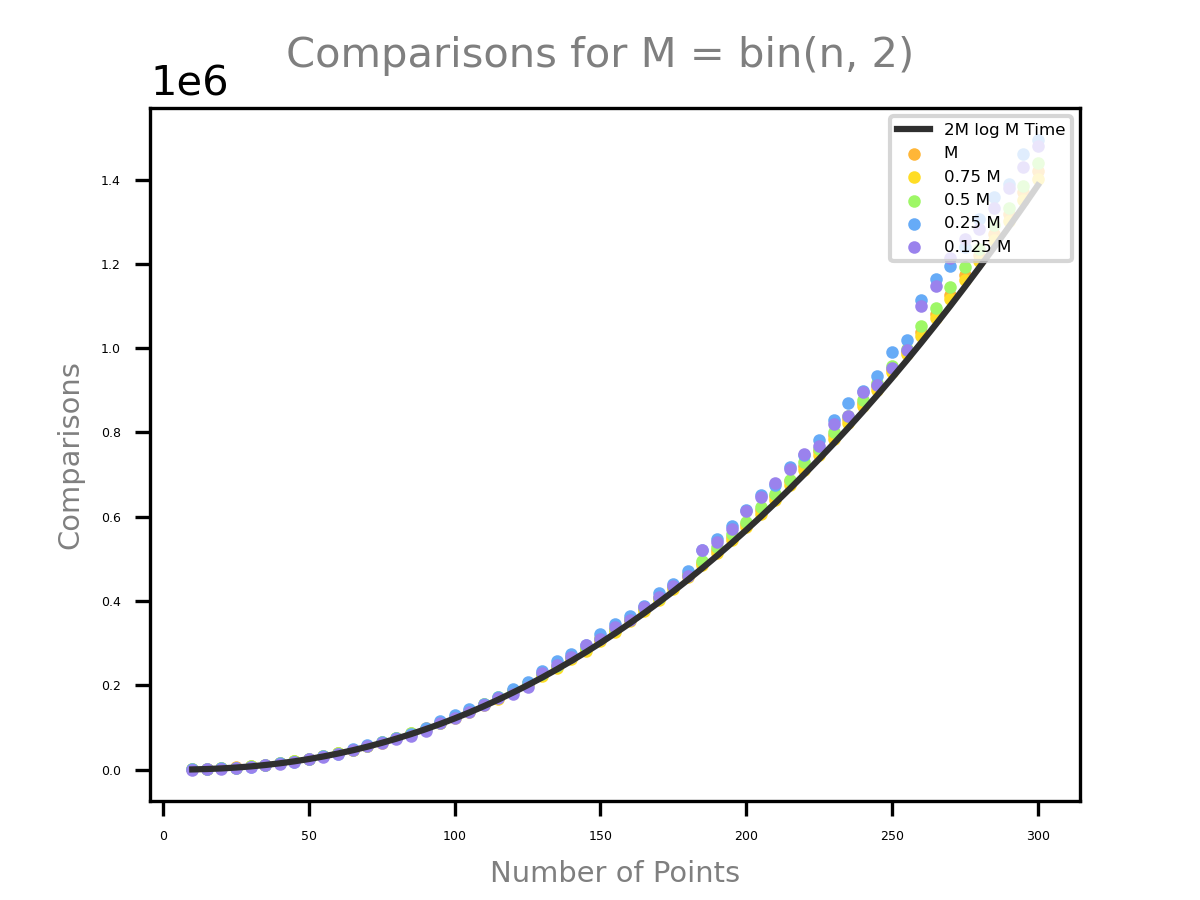 Comparisons for M = bin(n, 2)
1e6
2M log M Time
M
0.75 M
0.5 M
0.25 M
0.125 M
1.4
1.2
1.0
0.8
0.6
0.4
0.2
0.0
Comparisons
0 50 100 150 200 250 300
Number of Points